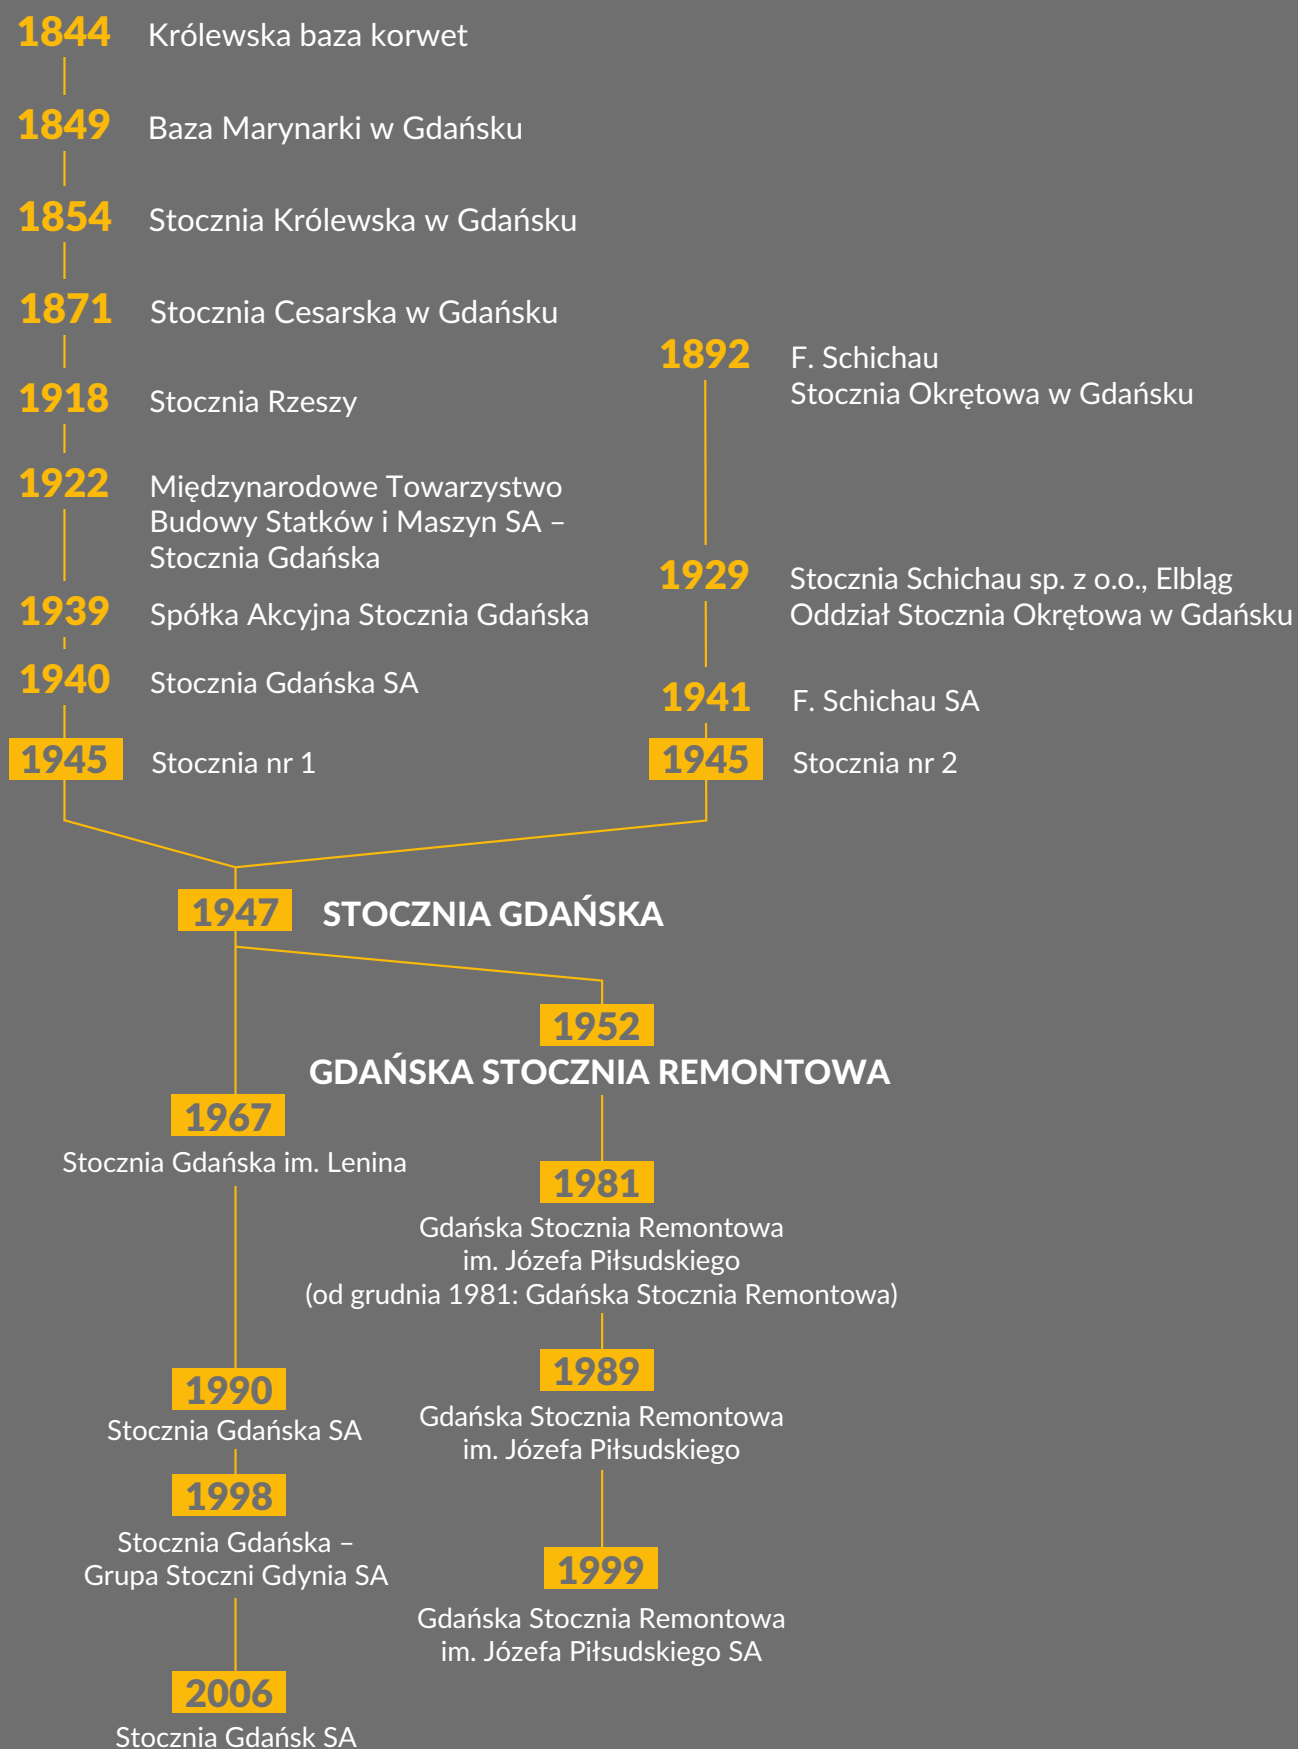 1844 Królewska baza korwet
1849 Baza Marynarki w Gdańsku
1854 Stocznia Królewska w Gdańsku
1871 Stocznia Cesarska w Gdańsku
1918 Stocznia Rzeszy
1922 Międzynarodowe Towarzystwo
Budowy Statków i Maszyn SA –
Stocznia Gdańska
1939 Spółka Akcyjna Stocznia Gdańska
1940 Stocznia Gdańska SA
1945 Stocznia nr 1
1892 F. Schichau
Stocznia Okrętowa w Gdańsku
1929 Stocznia Schichau sp. z o.o., Elbląg
Oddział Stocznia Okrętowa w Gdańsku
1941 F. Schichau SA
1945 Stocznia nr 2
1947 STOCZNIA GDAŃSKA
1952
GDAŃSKA STOCZNIA REMONTOWA
1967
Stocznia Gdańska im. Lenina
1981
Gdańska Stocznia Remontowa
im. Józefa Piłsudskiego
(od grudnia 1981: Gdańska Stocznia Remontowa)
1989
Gdańska Stocznia Remontowa
im. Józefa Piłsudskiego
1990
Stocznia Gdańska SA
1998
Stocznia Gdańska –
Grupa Stoczni Gdynia SA
1999
Gdańska Stocznia Remontowa
im. Józefa Piłsudskiego SA
2006
Stocznia Gdańsk SA